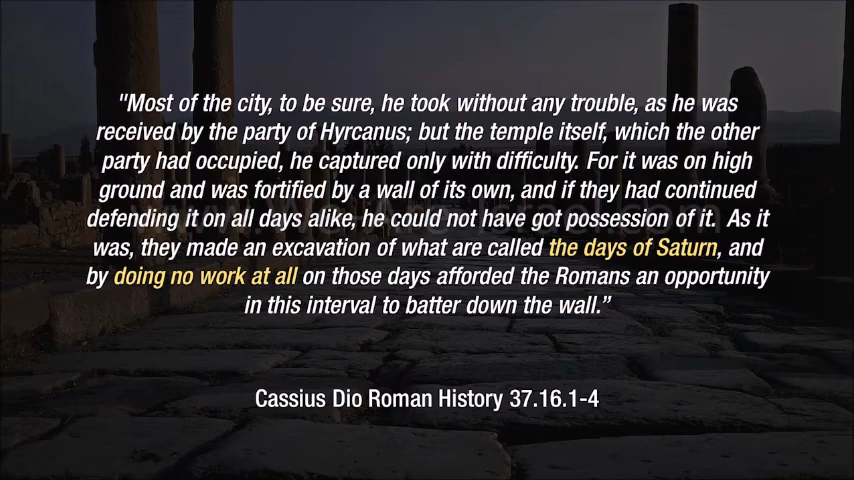 "Most of the city, to be sure, he took without any trouble, as he was
received by the party of Hyrcanus; but the temple itself, which the other
party had occupied, he captured only with difficulty. For it was on high
ground and was fortified by a wall of its own, and if they had continued
defending it on all days alike, he could not have got possession of it. As it
was, they made an excavation of what are called the days of Saturn, and
by doing no work at all on those days afforded the Romans an opportunity
in this interval to batter down the wall.”
Cassius Dio Roman History 37.16.1-4